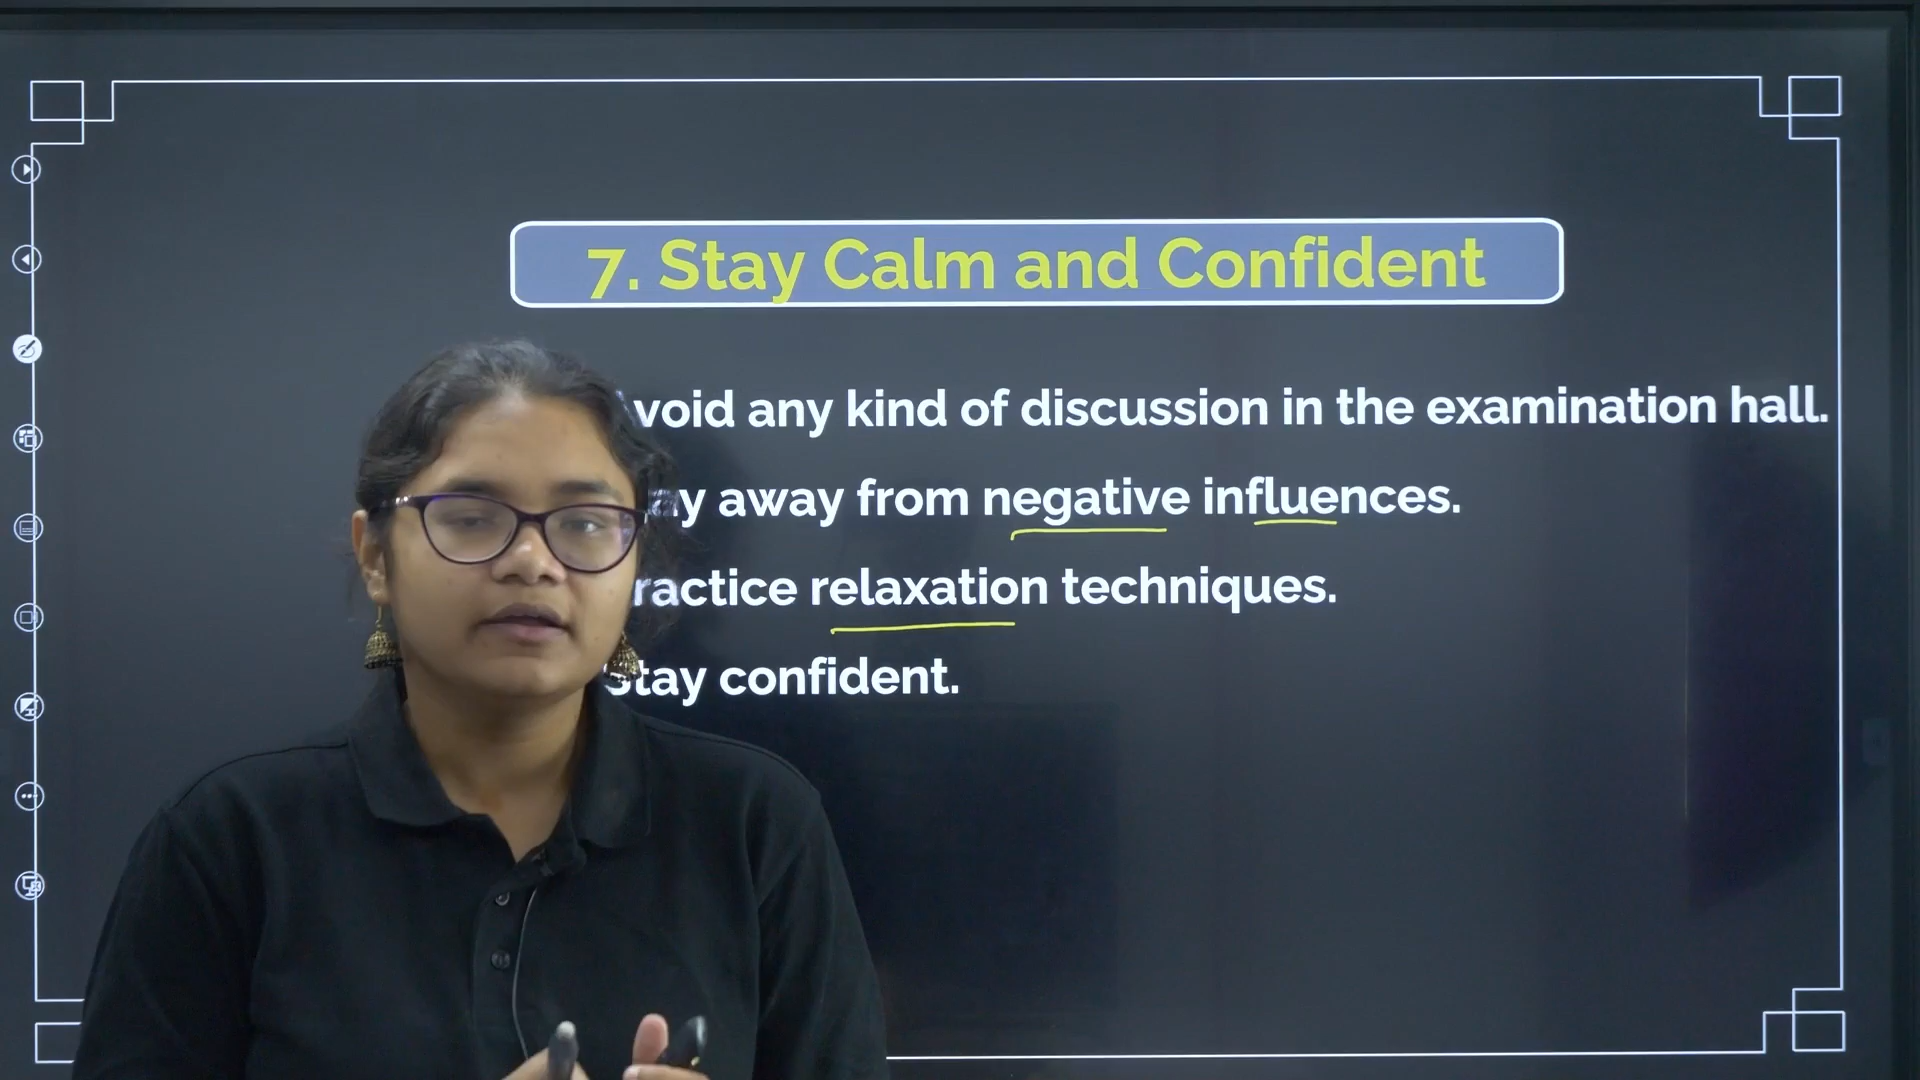 7. Stay Calm and Confident
void any kind of discussion in the examination hall.
ay away from negative influences.
ractice relaxation techniques.
Stay confident.